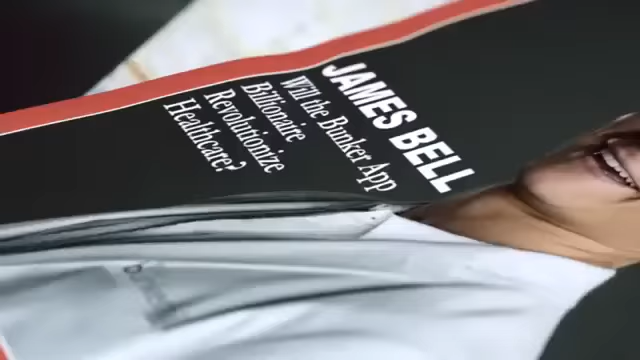 JAMES BELL
Will the Bunker App
Billionaire
Revolutionize
Healthcare?